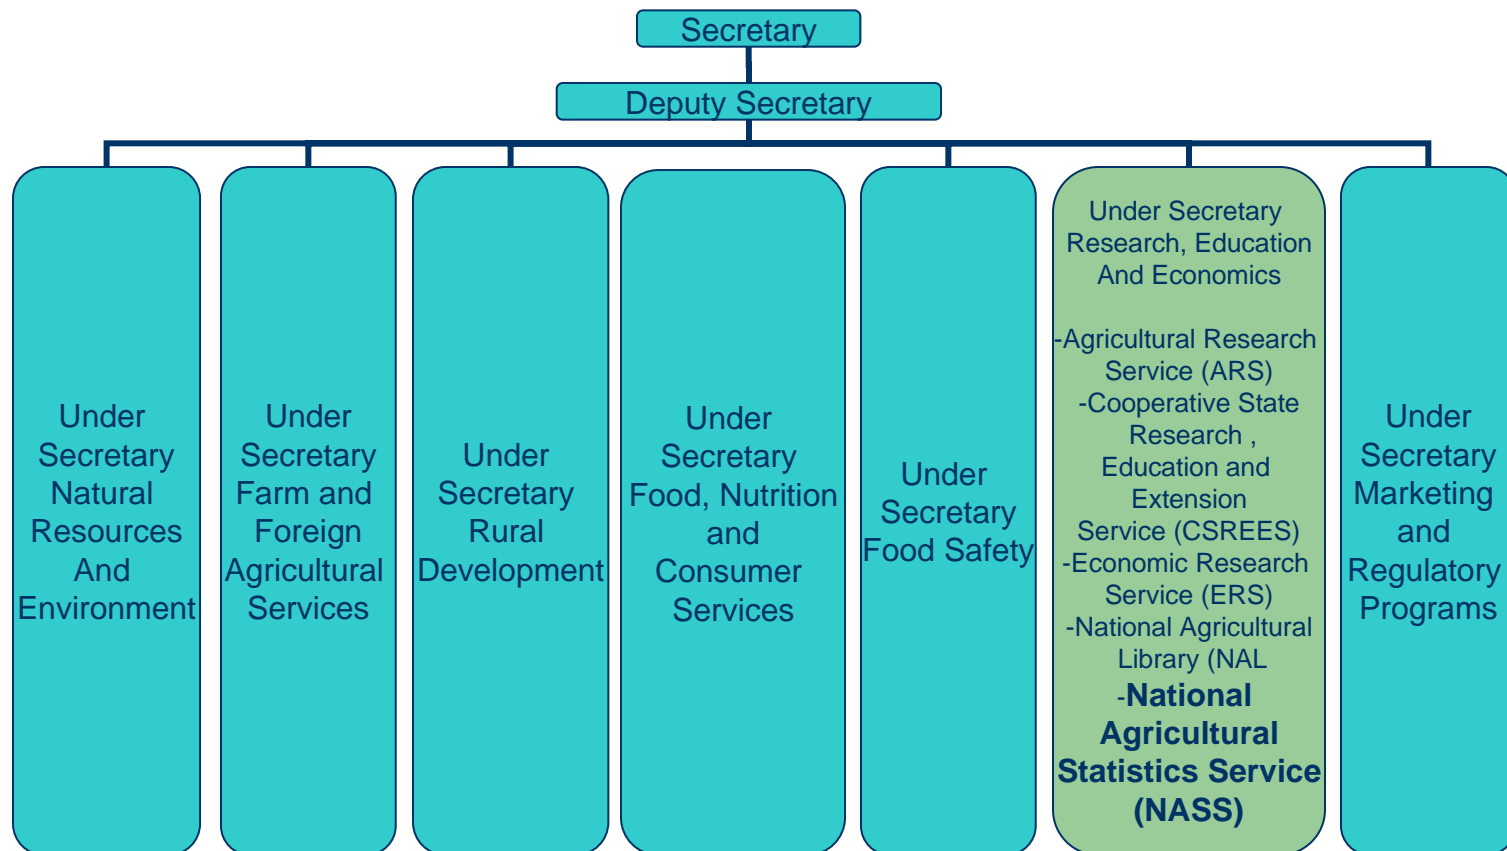 Secretary
Deputy Secretary
Under
Secretary
Natural
Resources
And
Environment
Under
Secretary
Farm and
Foreign
Agricultural
Services
Under
Secretary
Rural
Development
Under
Secretary
Food, Nutrition
and
Consumer
Services
Under
Secretary
Food Safety
Under Secretary
Research, Education
And Economics
-Agricultural Research
Service (ARS)
-Cooperative State
Research ,
Education and
Extension
Service (CSREES)
-Economic Research
Service (ERS)
-National Agricultural
Library (NAL
-National
Agricultural
Statistics Service
(NASS)
Under
Secretary
Marketing
and
Regulatory
Programs